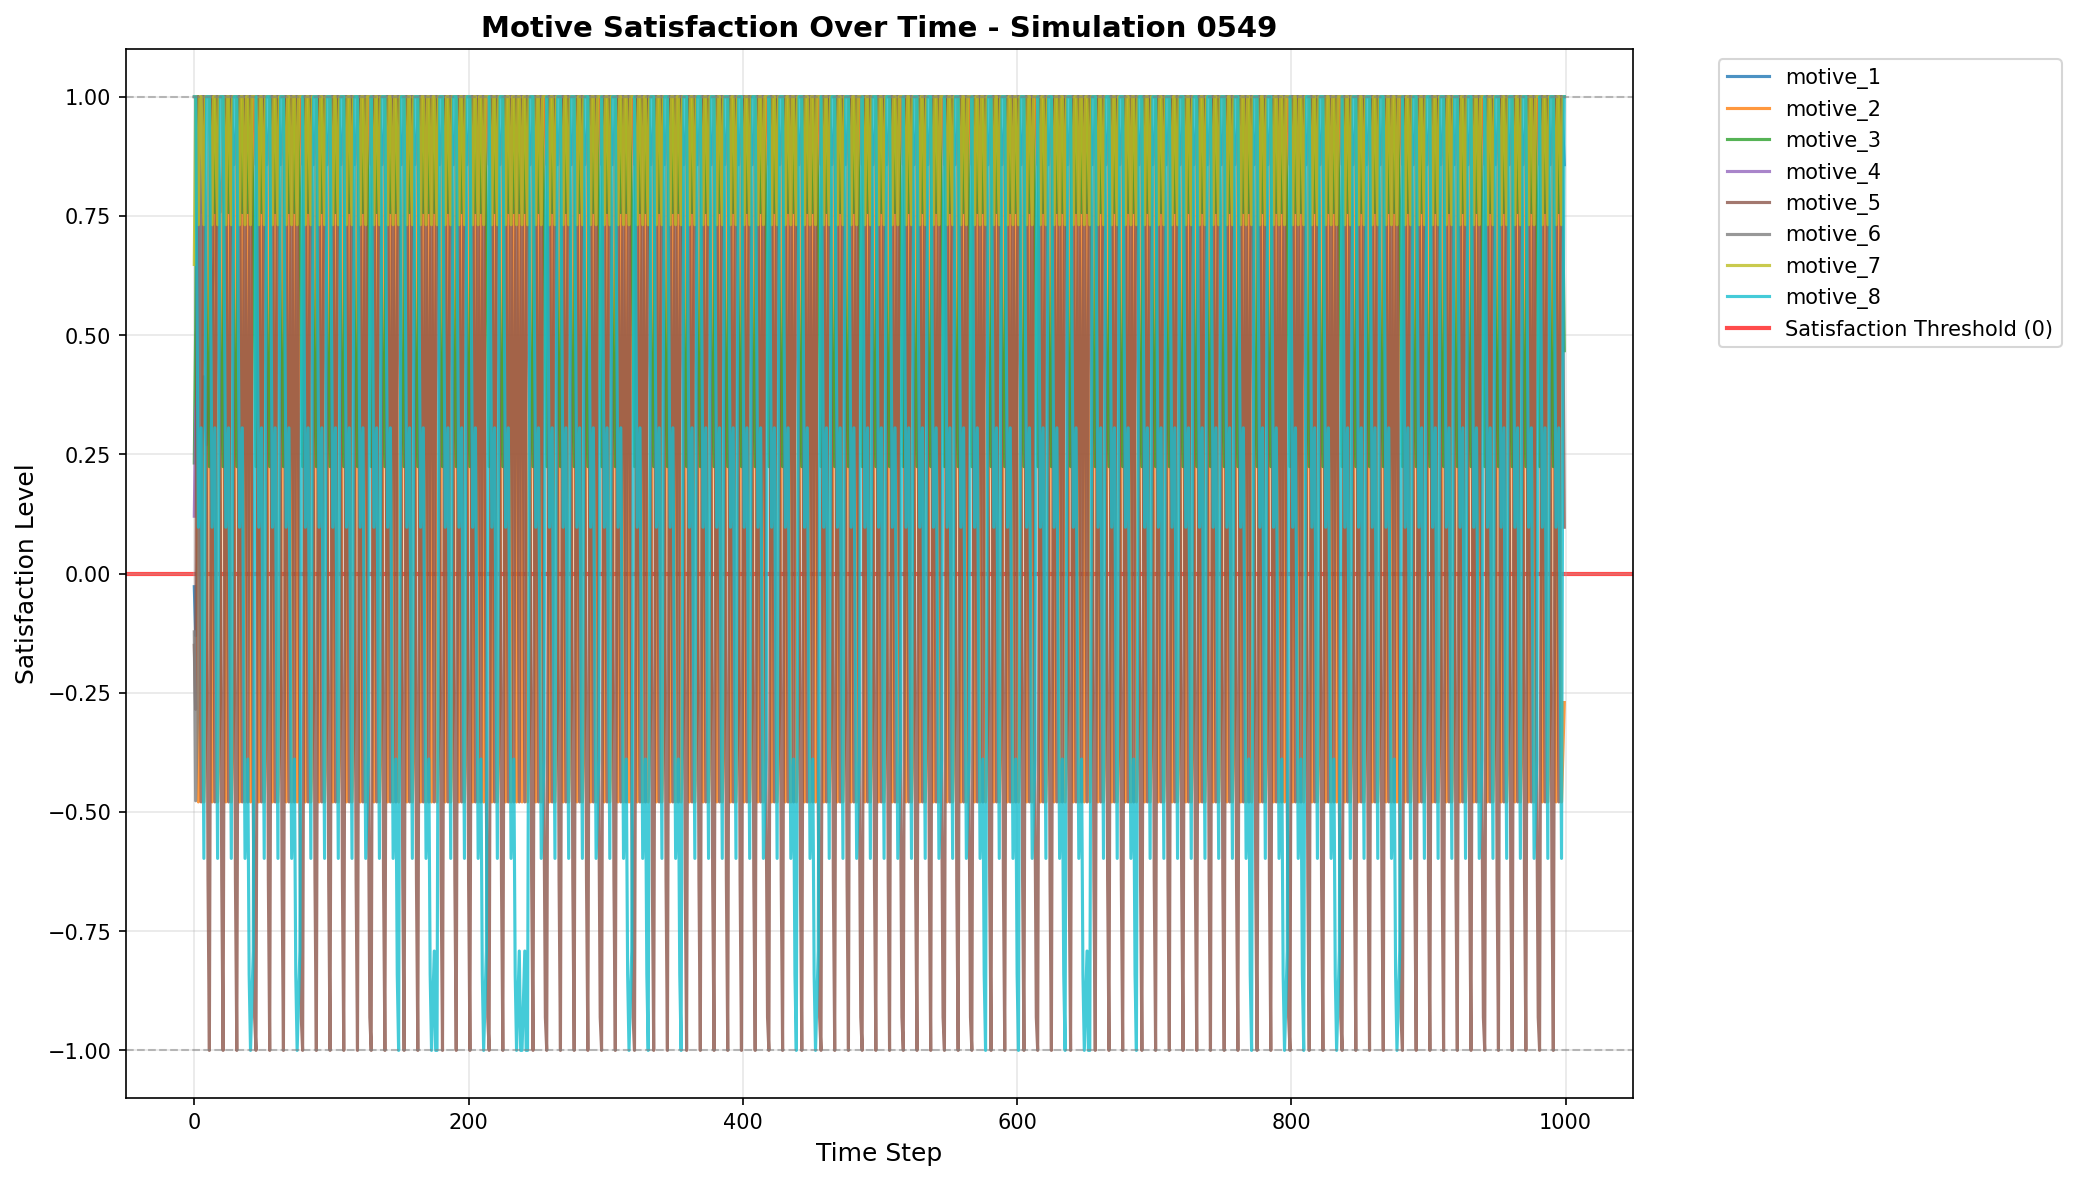 Motive Satisfaction Over Time - Simulation 0549
1.00
0.75
0.50
0.25
0.00
−0.25
−0.50
−0.75
−1.00
Satisfaction Level
0
200
400
600
800
1000
Time Step
motive_1
motive_2
motive_3
motive_4
motive_5
motive_6
motive_7
motive_8
Satisfaction Threshold (0)